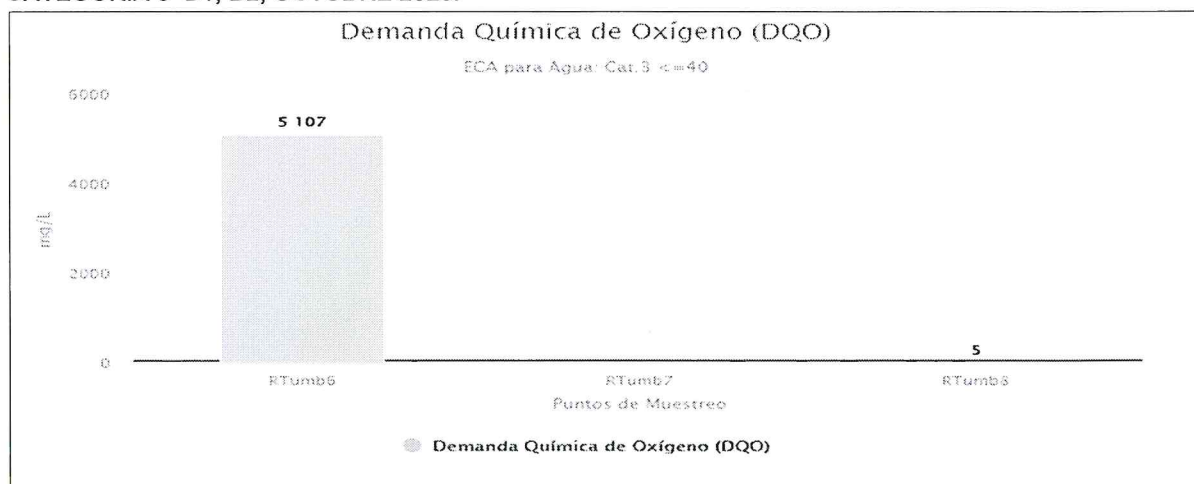 Demanda Química de Oxígeno (DQO)
ECA para Agua: Cat.3 <=40
6000
5 107
4000
mg/L
2000
0
5
RTumb6 RTumb7 RTumb8
Puntos de Muestreo
Demanda Química de Oxígeno (DQO)